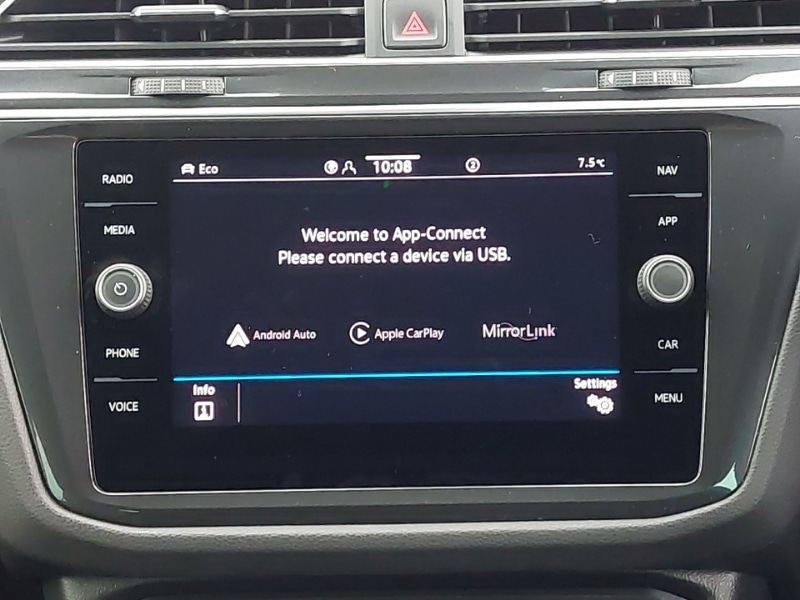 RADIO
MEDIA
PHONE
VOICE
Eco
10:08
2
7.5°C
Welcome to App-Connect
Please connect a device via USB.
Android Auto
Apple CarPlay
MirrorLink
Info
Settings
NAV
APP
CAR
MENU